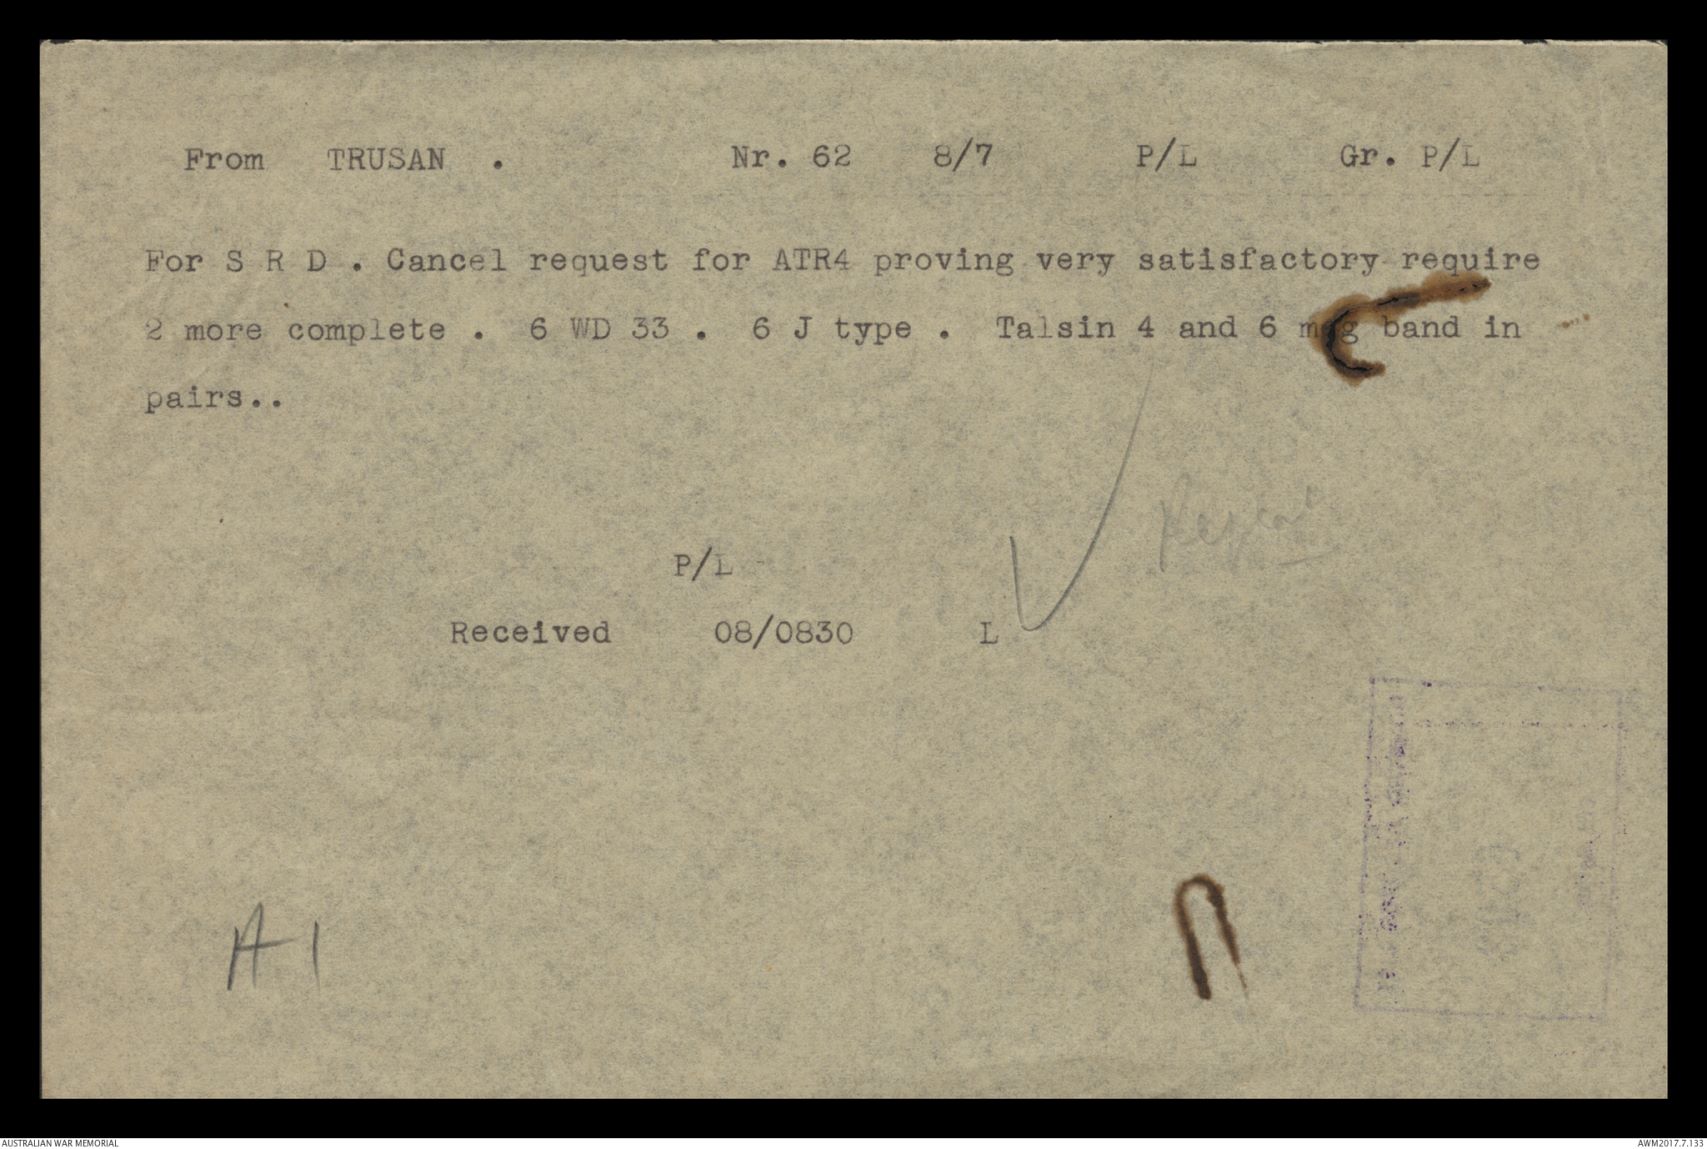 From TRUSAN . Nr. 62 8/7 P/L Gr. P/L
For S R D . Cancel request for ATR4 proving very satisfactory require
2 more complete . 6 WD 33 . 6 J type . Talsin 4 and 6 meg band in
pairs..
P/L
Received 08/0830 L
A1
AUSTRALIAN WAR MEMORIAL
AWM2017.7.133